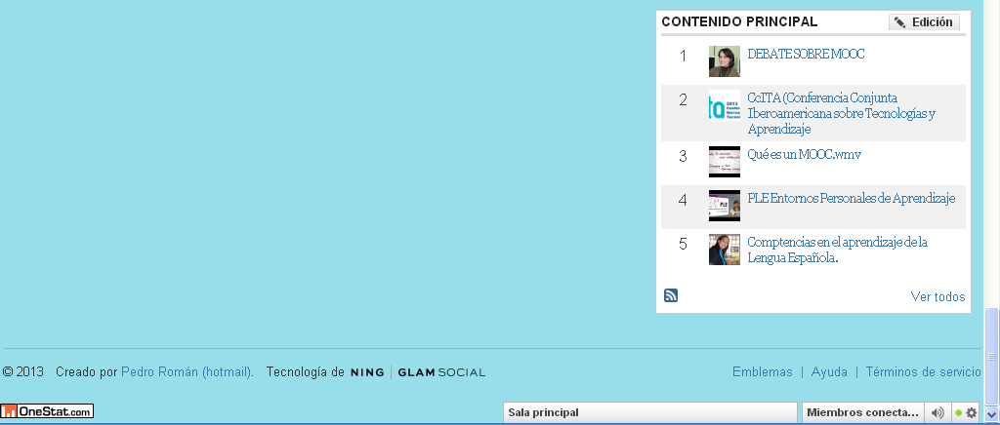 CONTENIDO PRINCIPAL
Edición
1 DEBATE SOBRE MOOC
2 CcITA (Conferencia Conjunta
Iberoamericana sobre Tecnologías y
Aprendizaje
3 Qué es un MOOC.wmv
4 PLE Entornos Personales de Aprendizaje
5 Comptencias en el aprendizaje de la
Lengua Española.
Ver todos
© 2013 Creado por Pedro Román (hotmail). Tecnología de NING | GLAM SOCIAL
Emblemas | Ayuda | Términos de servicio
OneStat.com
Sala principal
Miembros conecta...